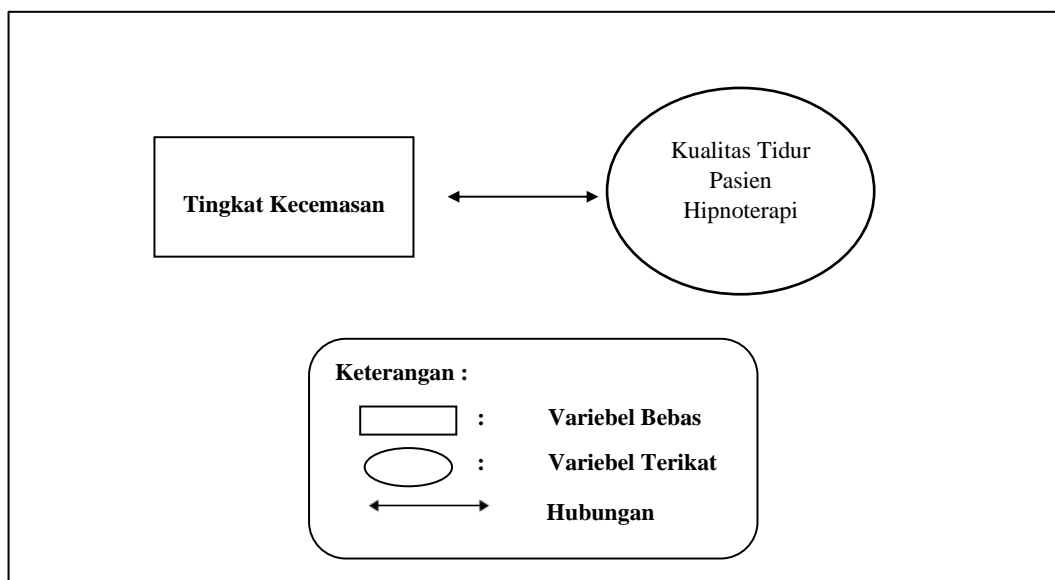 Tingkat Kecemasan
Kualitas Tidur
Pasien
Hipnoterapi
Keterangan :
: Variebel Bebas
: Variebel Terikat
Hubungan